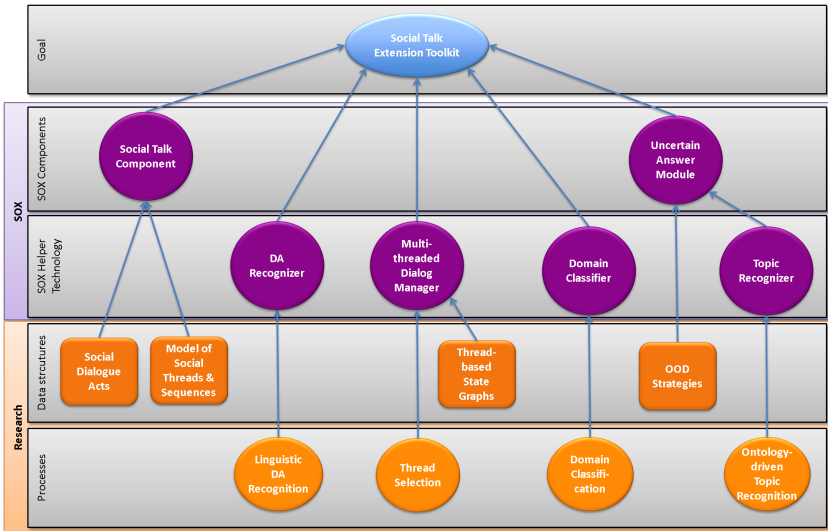 Goal
Social Talk
Extension Toolkit
SOX
SOX Components
Social Talk
Component
Uncertain
Answer
Module
SOX Helper
Technology
DA
Recognizer
Multi-
threaded
Dialog
Manager
Domain
Classifier
Topic
Recognizer
Research
Data strcutures
Social
Dialogue
Acts
Model of
Social
Threads &
Sequences
Thread-
based
State
Graphs
OOD
Strategies
Processes
Linguistic
DA
Recognition
Thread
Selection
Domain
Classifi-
cation
Ontology-
driven
Topic
Recognition